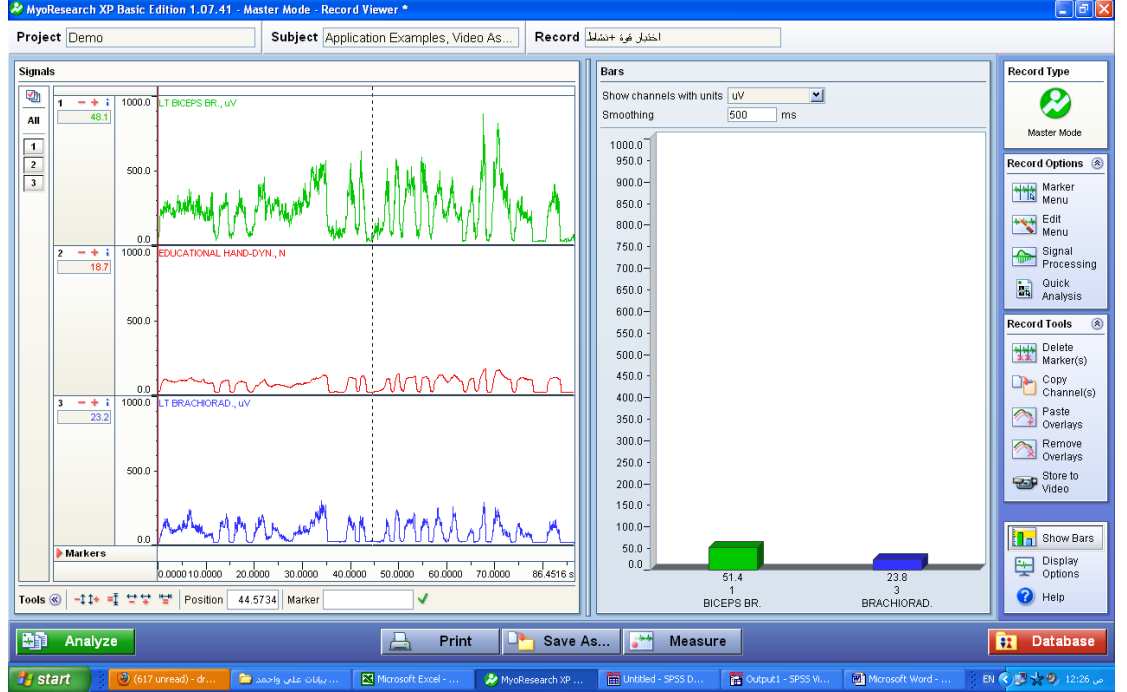 MyoResearch XP Basic Edition 1.07.41 - Master Mode - Record Viewer *
Project Demo
Subject Application Examples, Video As...
Record اختبار قوة +نشاط
Signals
All
1
2
3
1 - + i
48.1
1000.0
500.0
0.0
LT BICEPS BR., uV
2 - + i
18.7
1000.0
500.0
0.0
EDUCATIONAL HAND-DYN., N
3 - + i
23.2
1000.0
500.0
0.0
LT BRACHIORAD., uV
Markers
0.0000 10.0000 20.0000 30.0000 40.0000 50.0000 60.0000 70.0000 86.4516 s
Tools
Position 44.5734
Marker
Bars
Show channels with units uV
Smoothing 500 ms
1000.0
950.0
900.0
850.0
800.0
750.0
700.0
650.0
600.0
550.0
500.0
450.0
400.0
350.0
300.0
250.0
200.0
150.0
100.0
50.0
0.0
51.4
1
BICEPS BR.
23.8
3
BRACHIORAD.
Record Type
Master Mode
Record Options
Marker
Menu
Edit
Menu
Signal
Processing
Quick
Analysis
Record Tools
Delete
Marker(s)
Copy
Channel(s)
Paste
Overlays
Remove
Overlays
Store to
Video
Show Bars
Display
Options
Help
Analyze
Print
Save As...
Measure
Database
start
(617 unread) - dr...
بيانات علي واحمد ...
Microsoft Excel - ...
MyoResearch XP ...
Untitled - SPSS D...
Output1 - SPSS Vi...
Microsoft Word - ...
EN
12:26 ص